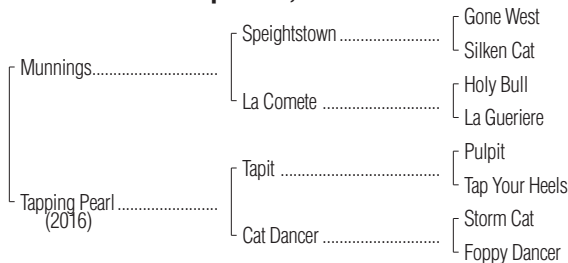 Gone West
Speightstown
Silken Cat
Munnings
Holy Bull
La Comete
La Gueriere
Pulpit
Tapit
Tap Your Heels
Tapping Pearl
(2016)
Storm Cat
Cat Dancer
Foppy Dancer